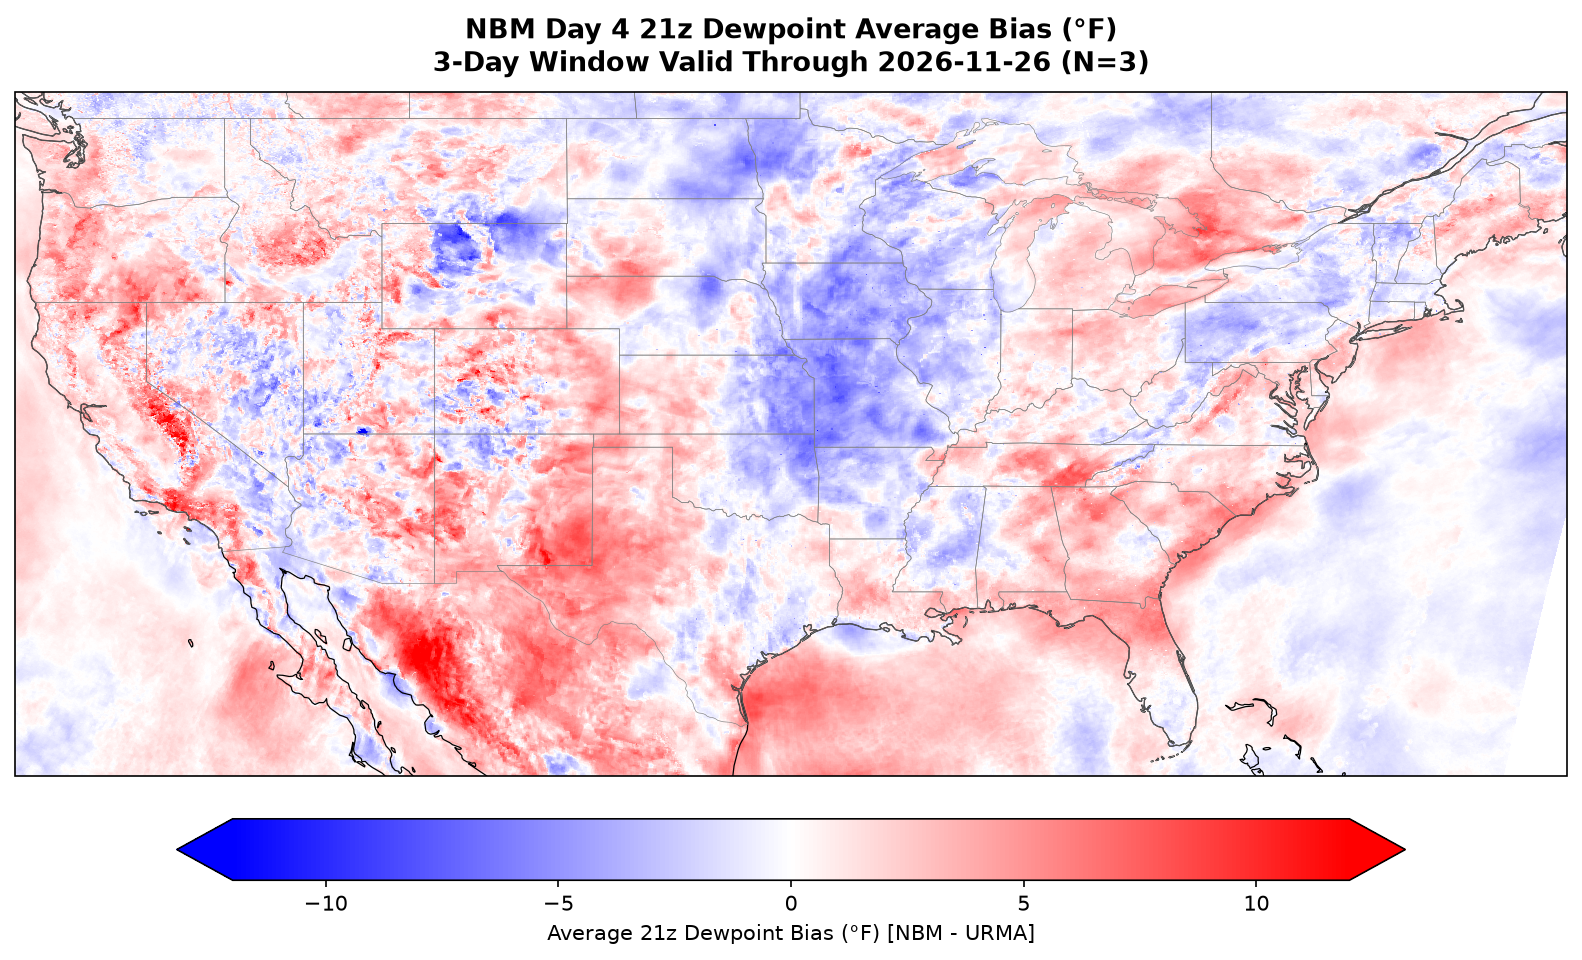 NBM Day 4 21z Dewpoint Average Bias (°F)
3-Day Window Valid Through 2026-11-26 (N=3)
−10 −5 0 5 10
Average 21z Dewpoint Bias (°F) [NBM - URMA]